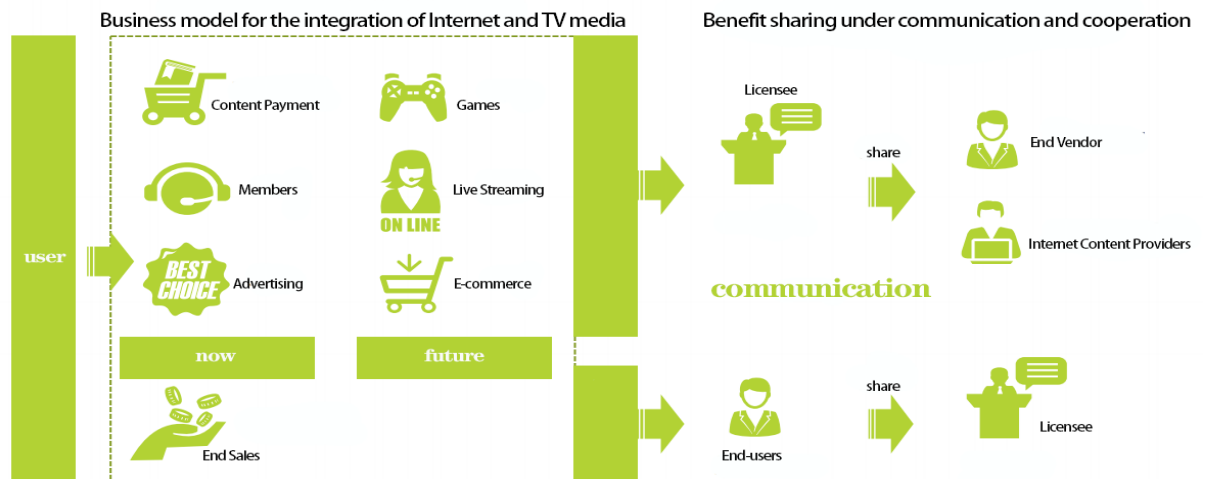 Business model for the integration of Internet and TV media
Benefit sharing under communication and cooperation
user
Content Payment
Games
Members
Live Streaming
ON LINE
BEST
CHOICE
Advertising
E-commerce
now
future
End Sales
Licensee
share
End Vendor
Internet Content Providers
communication
End-users
share
Licensee